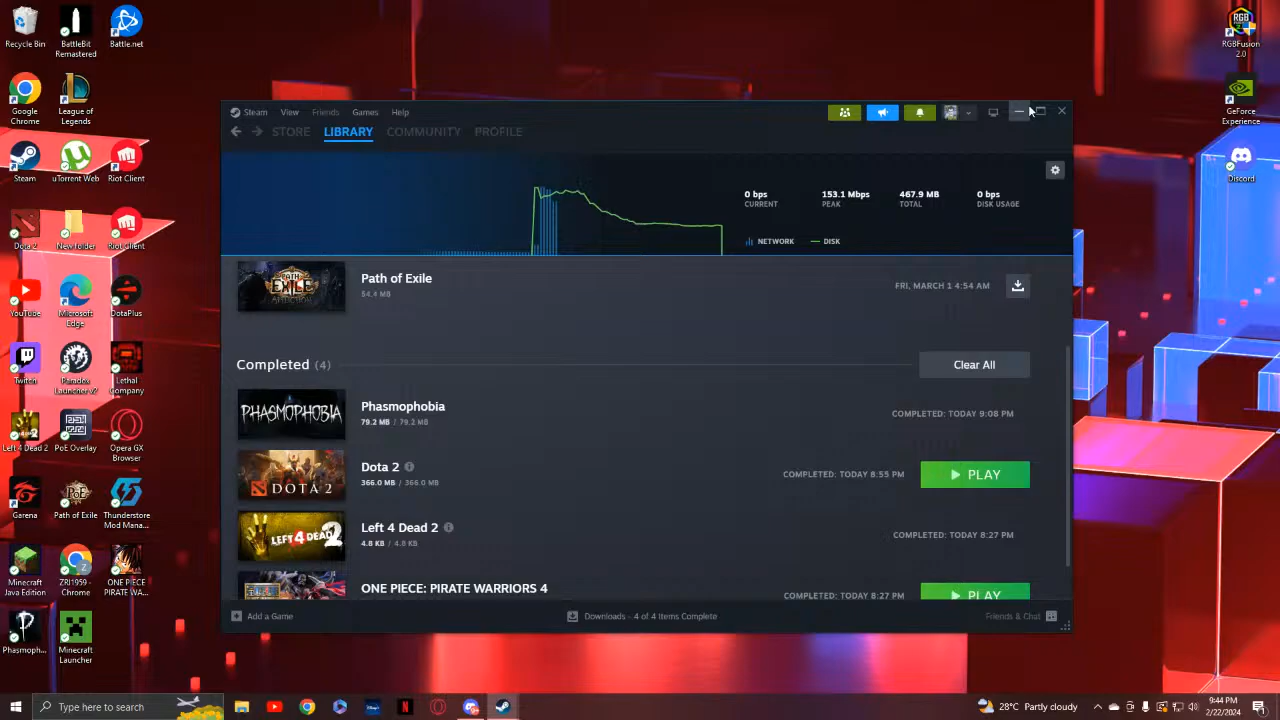 Recycle Bin
BattleBit
Remastered
Battle.net
Google
Chrome
League of
Legends
Steam
uTorrent Web
Riot Client
Dota 2
New folder
Riot Client
YouTube
Microsoft
Edge
DotaPlus
Twitch
Paradox
Launcher v2
Lethal
Company
Left 4 Dead 2
PoE Overlay
Opera GX
Browser
Garena
Path of Exile
Thunderstore
Mod Mana...
Minecraft
Java Edition
ZRI1959 -
Chrome
ONE PIECE
PIRATE WA...
Phasmoph...
Minecraft
Launcher
RGBFusion
2.0
GeForce
Experience
Discord
Steam View Friends Games Help
STORE LIBRARY COMMUNITY PROFILE
0 bps 153.1 Mbps 467.9 MB 0 bps
CURRENT PEAK TOTAL DISK USAGE
NETWORK DISK
Path of Exile
54.4 MB
FRI, MARCH 1 4:54 AM
Completed (4)
Clear All
PHASMOPHOBIA
Phasmophobia
79.2 MB / 79.2 MB
COMPLETED: TODAY 9:08 PM
DOTA 2
Dota 2
366.0 MB / 366.0 MB
COMPLETED: TODAY 8:55 PM
PLAY
LEFT 4 DEAD 2
Left 4 Dead 2
4.8 KB / 4.8 KB
COMPLETED: TODAY 8:27 PM
ONE PIECE: PIRATE WARRIORS 4
COMPLETED: TODAY 8:27 PM
PLAY
Add a Game
Downloads - 4 of 4 Items Complete
Friends & Chat
Type here to search
28°C Partly cloudy
9:44 PM
2/22/2024